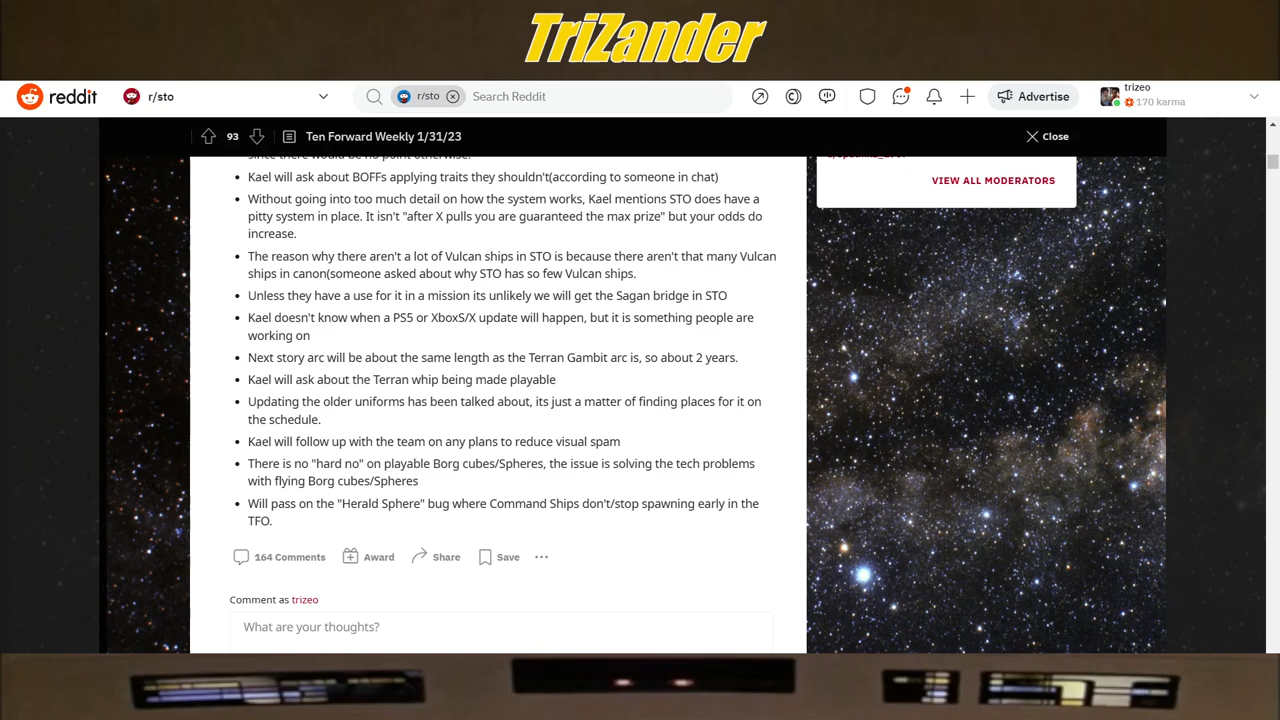 TriZander
reddit r/sto r/sto Search Reddit Advertise trizeo
170 karma
93 Ten Forward Weekly 1/31/23 Close
since there would be no point otherwise.
Kael will ask about BOFFs applying traits they shouldn't(according to someone in chat)
VIEW ALL MODERATORS
Without going into too much detail on how the system works, Kael mentions STO does have a
pitty system in place. It isn't "after X pulls you are guaranteed the max prize" but your odds do
increase.
The reason why there aren't a lot of Vulcan ships in STO is because there aren't that many Vulcan
ships in canon(someone asked about why STO has so few Vulcan ships.
Unless they have a use for it in a mission its unlikely we will get the Sagan bridge in STO
Kael doesn't know when a PS5 or XboxS/X update will happen, but it is something people are
working on
Next story arc will be about the same length as the Terran Gambit arc is, so about 2 years.
Kael will ask about the Terran whip being made playable
Updating the older uniforms has been talked about, its just a matter of finding places for it on
the schedule.
Kael will follow up with the team on any plans to reduce visual spam
There is no "hard no" on playable Borg cubes/Spheres, the issue is solving the tech problems
with flying Borg cubes/Spheres
Will pass on the "Herald Sphere" bug where Command Ships don't/stop spawning early in the
TFO.
164 Comments Award Share Save
Comment as trizeo
What are your thoughts?